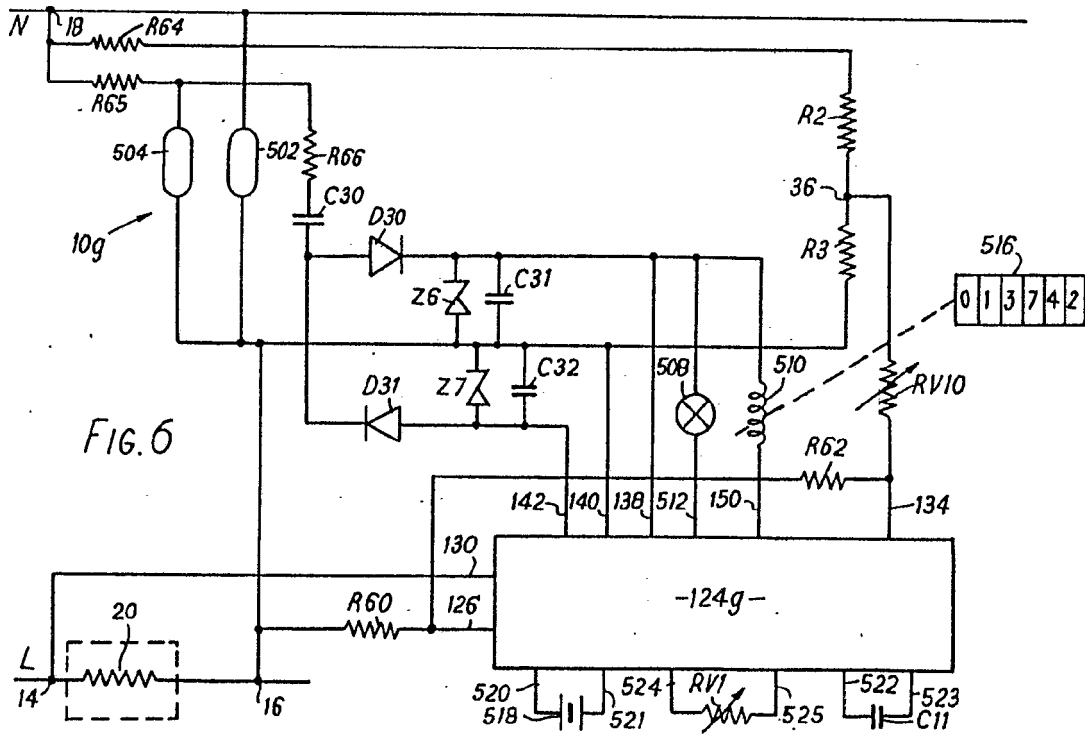 N 18 R64
R65
R2
504 502 R66
36
C30
10g D30
R3 516
0 1 3 7 4 2
Z6 C31
508 510
D31 Z7 C32
RV10
FIG. 6
R62
142 140 138 512 150 134
130
-124g-
20 R60 126
L
14 16
520 524 RV1 522
518 521 525 523
C11